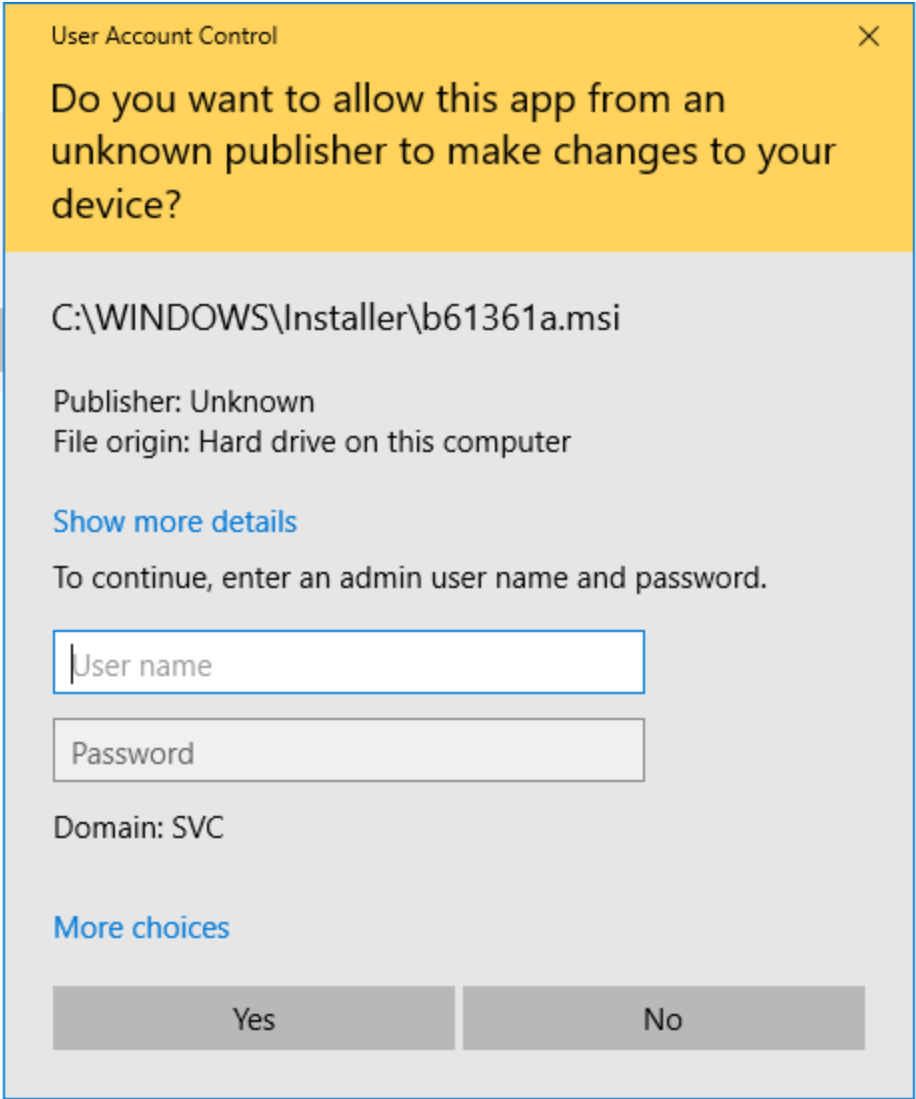 User Account Control
Do you want to allow this app from an
unknown publisher to make changes to your
device?
C:\WINDOWS\Installer\b61361a.msi
Publisher: Unknown
File origin: Hard drive on this computer
Show more details
To continue, enter an admin user name and password.
User name
Password
Domain: SVC
More choices
Yes
No